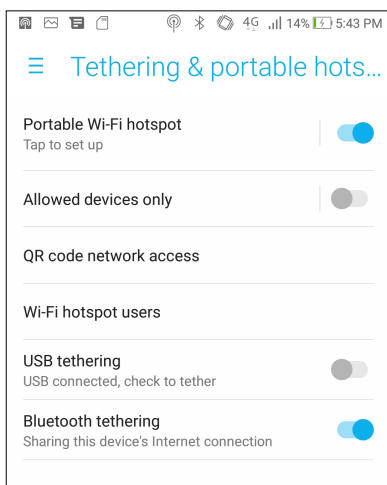 4G 14% 5:43 PM
Tethering & portable hots...
Portable Wi-Fi hotspot
Tap to set up
Allowed devices only
QR code network access
Wi-Fi hotspot users
USB tethering
USB connected, check to tether
Bluetooth tethering
Sharing this device's Internet connection